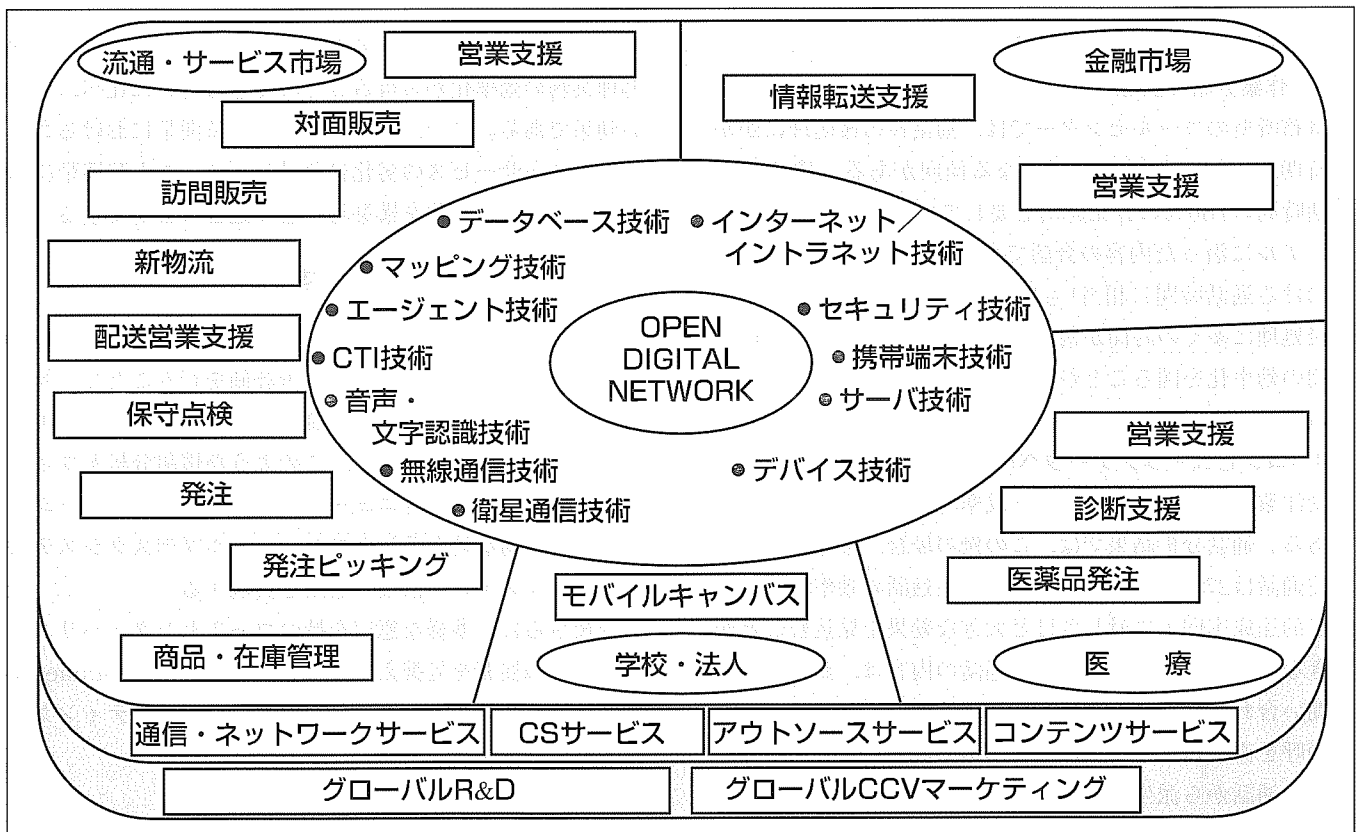 流通・サービス市場
営業支援
対面販売
訪問販売
新物流
配送営業支援
保守点検
発注
発注ピッキング
商品・在庫管理
金融市場
情報転送支援
営業支援
●データベース技術
●マッピング技術
●エージェント技術
●CTI技術
●音声・
文字認識技術
●無線通信技術
●衛星通信技術
●インターネット/
イントラネット技術
●セキュリティ技術
●携帯端末技術
●サーバ技術
●デバイス技術
OPEN
DIGITAL
NETWORK
営業支援
診断支援
医薬品発注
医 療
モバイルキャンバス
学校・法人
通信・ネットワークサービス
CSサービス
アウトソースサービス
コンテンツサービス
グローバルR&D
グローバルCCVマーケティング